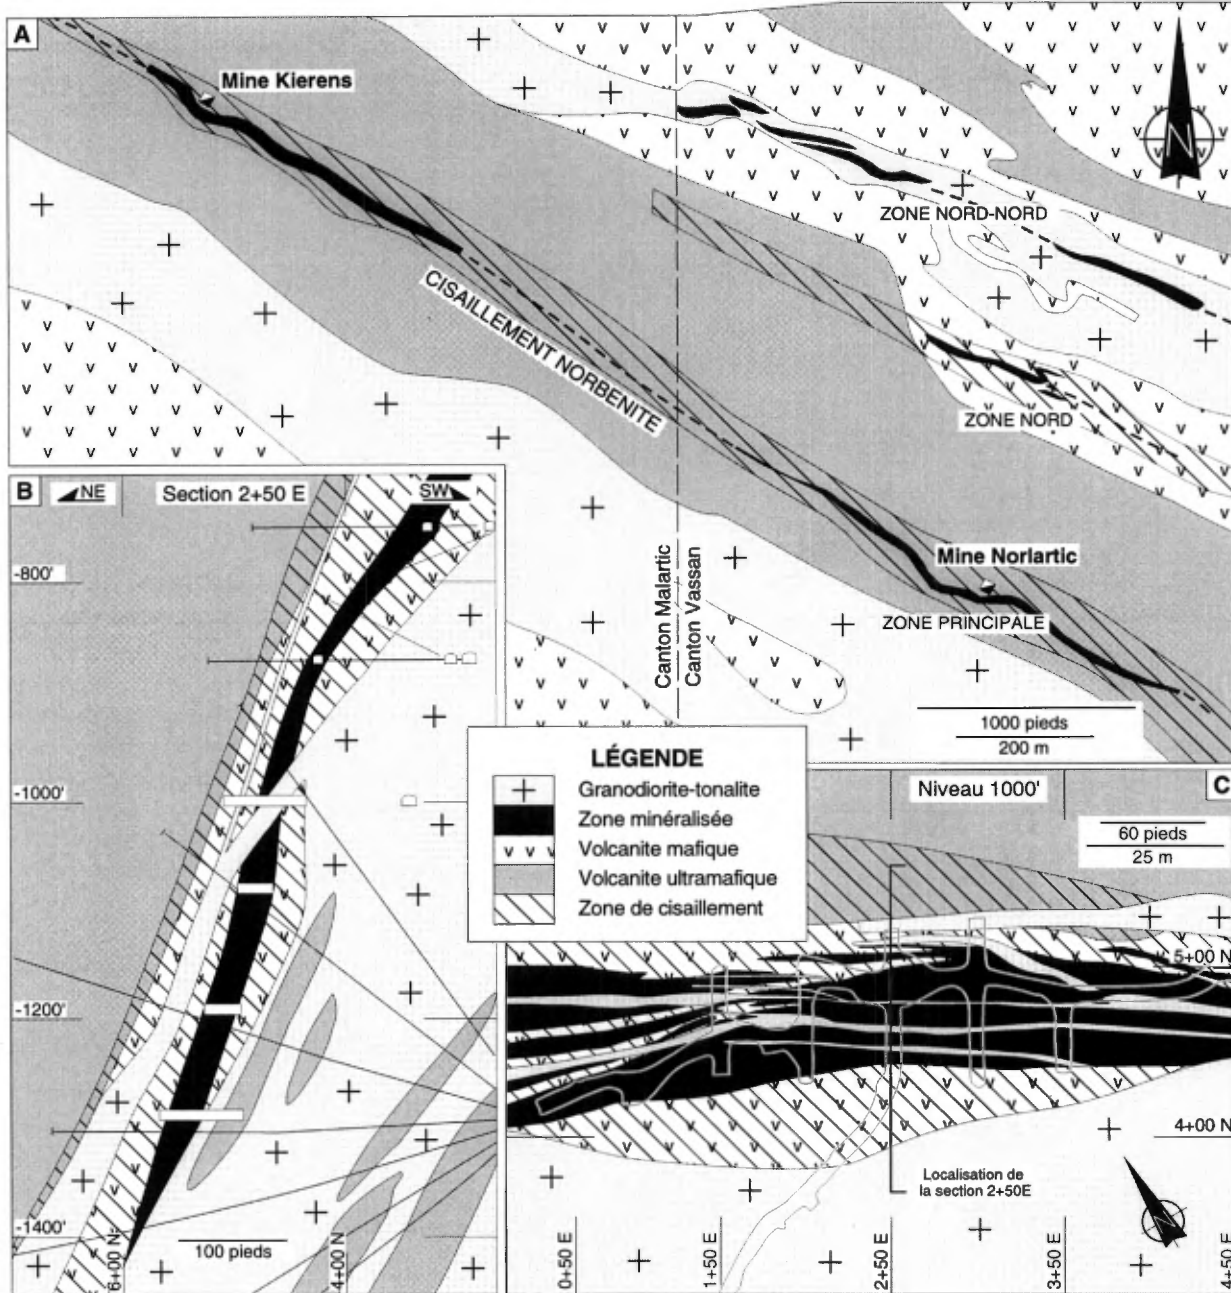 A
Mine Kierens
N
ZONE NORD-NORD
CISAILLEMENT NORBENITE
ZONE NORD
Mine Norlartic
ZONE PRINCIPALE
Canton Malartic
Canton Vassan
1000 pieds
200 m
B
NE
Section 2+50 E
SW
-800'
-1000'
-1200'
-1400'
6+00 N
4+00 N
100 pieds
LÉGENDE
Granodiorite-tonalite
Zone minéralisée
Volcanite mafique
Volcanite ultramafique
Zone de cisaillement
Niveau 1000'
C
60 pieds
25 m
5+00 N
4+00 N
Localisation de
la section 2+50E
N
0+50 E
1+50 E
2+50 E
3+50 E
4+50 E